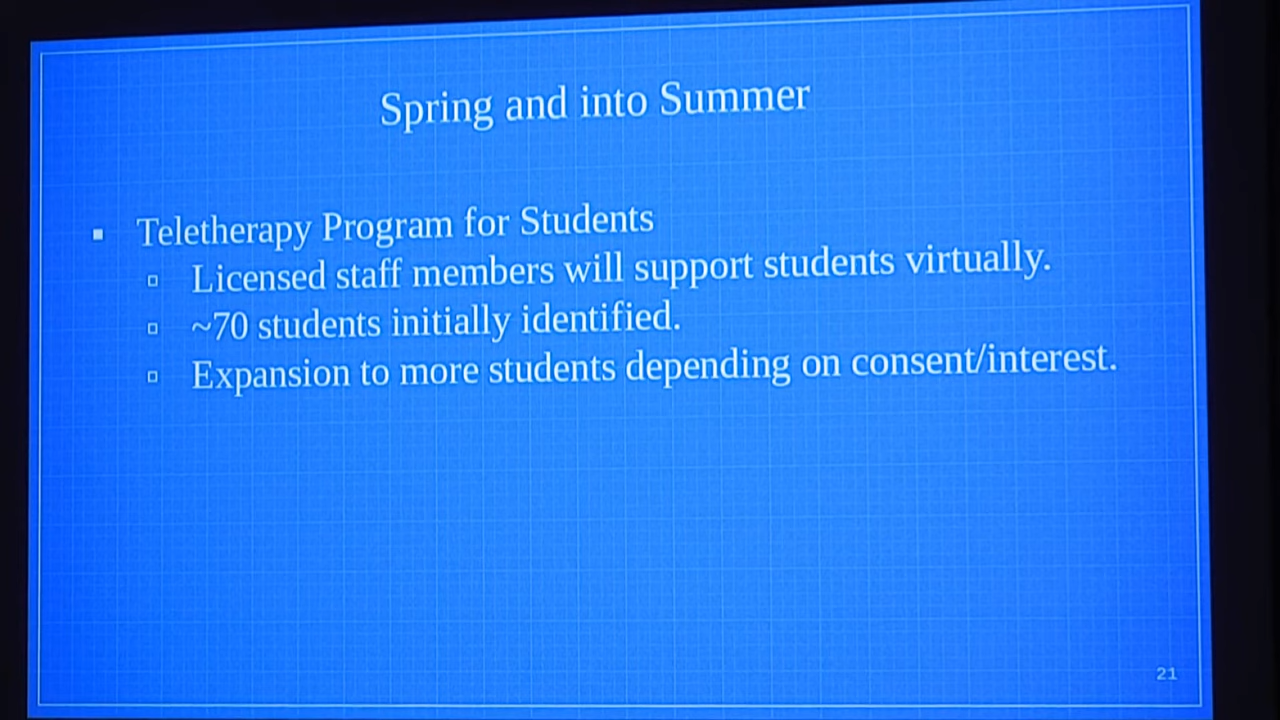 Spring and into Summer
▪ Teletherapy Program for Students
▫ Licensed staff members will support students virtually.
▫ ~70 students initially identified.
▫ Expansion to more students depending on consent/interest.
21